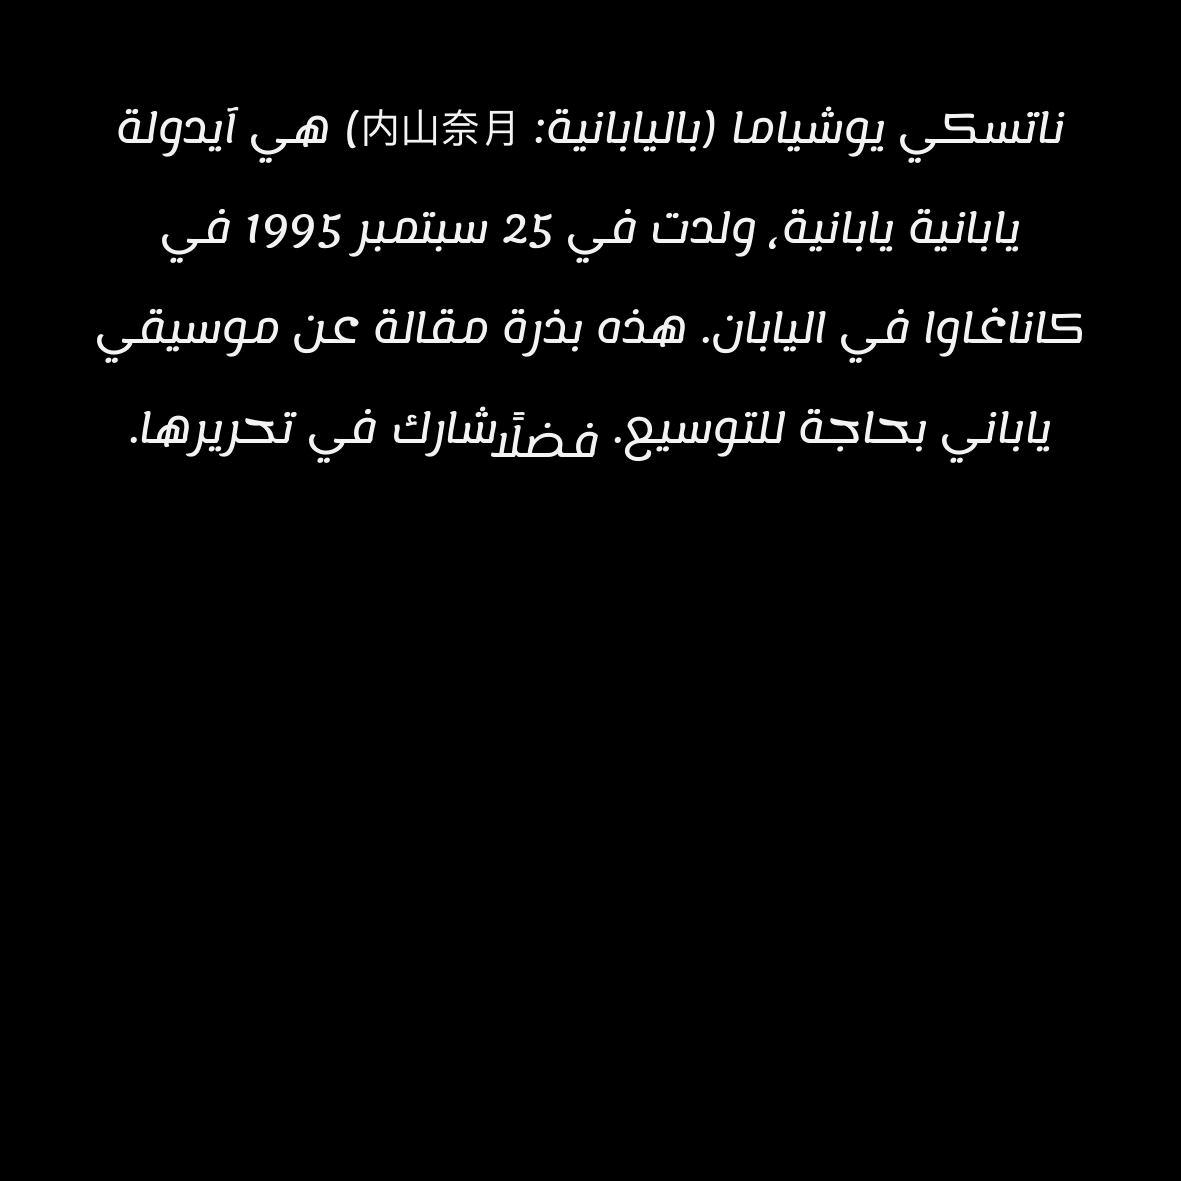 ناتسكي يوشياما (باليابانية: 内山奈月) هي آيدولة
يابانية يابانية، ولدت في 25 سبتمبر 1995 في
كاناغاوا في اليابان. هذه بذرة مقالة عن موسيقي
ياباني بحاجة للتوسيع. فضلًا شارك في تحريرها.